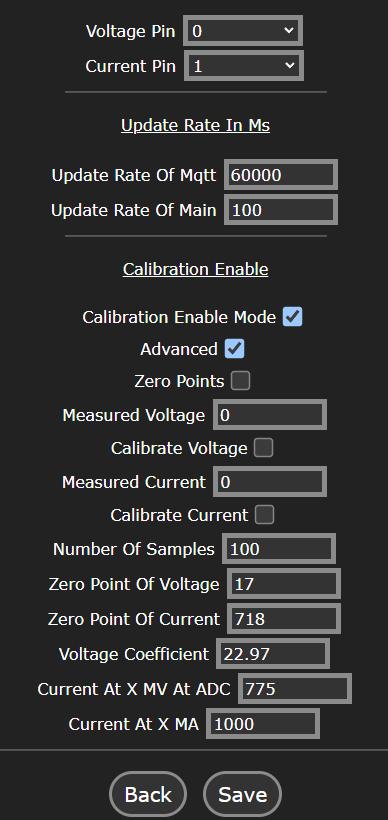 Voltage Pin 0
Current Pin 1
Update Rate In Ms
Update Rate Of Mqtt 60000
Update Rate Of Main 100
Calibration Enable
Calibration Enable Mode
Advanced
Zero Points
Measured Voltage 0
Calibrate Voltage
Measured Current 0
Calibrate Current
Number Of Samples 100
Zero Point Of Voltage 17
Zero Point Of Current 718
Voltage Coefficient 22.97
Current At X MV At ADC 775
Current At X MA 1000
Back Save